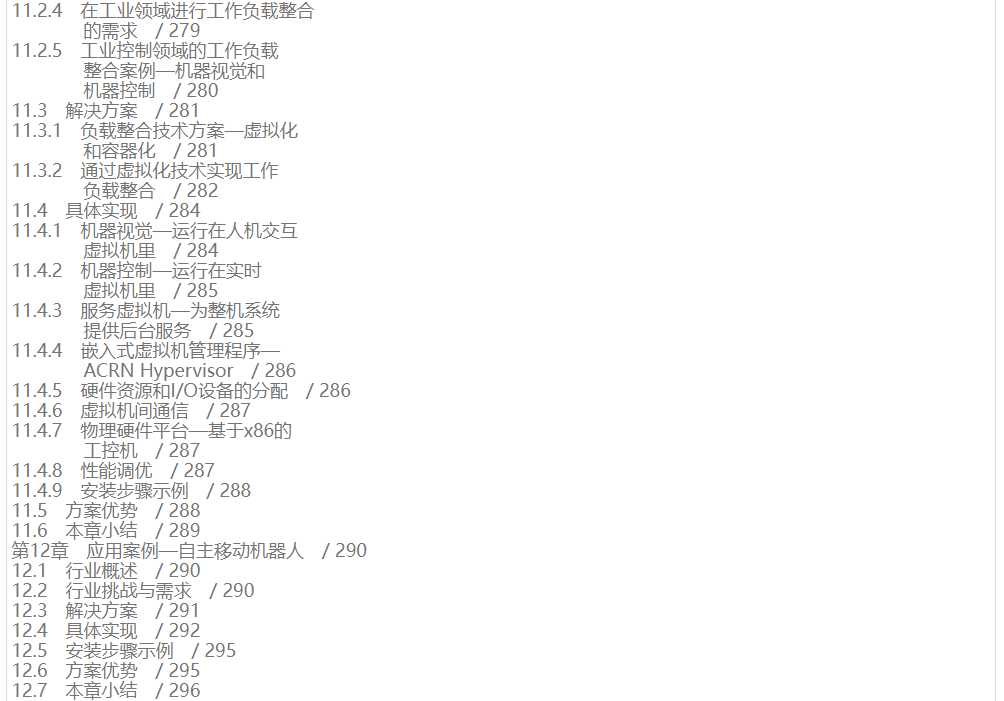 11.2.4 在工业领域进行工作负载整合
的需求 / 279
11.2.5 工业控制领域的工作负载
整合案例—机器视觉和
机器控制 / 280
11.3 解决方案 / 281
11.3.1 负载整合技术方案—虚拟化
和容器化 / 281
11.3.2 通过虚拟化技术实现工作
负载整合 / 282
11.4 具体实现 / 284
11.4.1 机器视觉—运行在人机交互
虚拟机里 / 284
11.4.2 机器控制—运行在实时
虚拟机里 / 285
11.4.3 服务虚拟机—为整机系统
提供后台服务 / 285
11.4.4 嵌入式虚拟机管理程序—
ACRN Hypervisor / 286
11.4.5 硬件资源和I/O设备的分配 / 286
11.4.6 虚拟机间通信 / 287
11.4.7 物理硬件平台—基于x86的
工控机 / 287
11.4.8 性能调优 / 287
11.4.9 安装步骤示例 / 288
11.5 方案优势 / 288
11.6 本章小结 / 289
第12章 应用案例—自主移动机器人 / 290
12.1 行业概述 / 290
12.2 行业挑战与需求 / 290
12.3 解决方案 / 291
12.4 具体实现 / 292
12.5 安装步骤示例 / 295
12.6 方案优势 / 295
12.7 本章小结 / 296